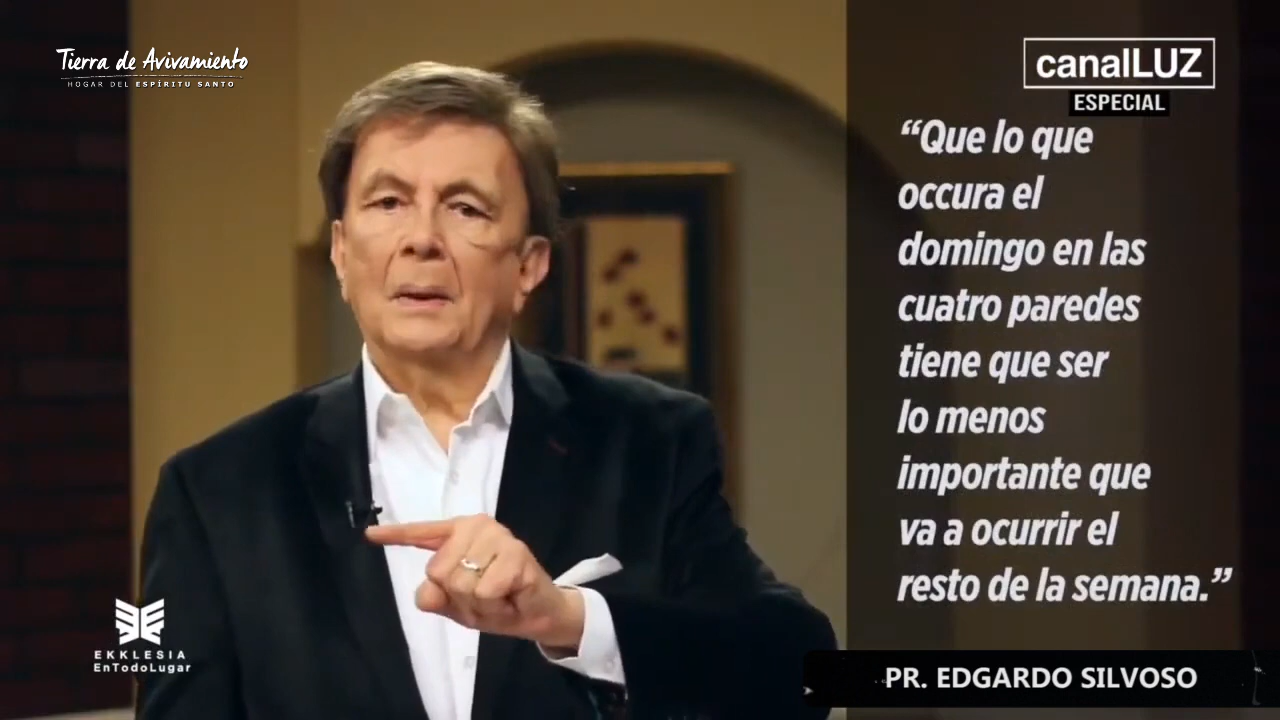 Tierra de Avivamiento
HOGAR DEL ESPÍRITU SANTO
canalLUZ
ESPECIAL
“Que lo que
occura el
domingo en las
cuatro paredes
tiene que ser
lo menos
importante que
va a ocurrir el
resto de la semana.”
EKKLESIA
EnTodoLugar
PR. EDGARDO SILVOSO